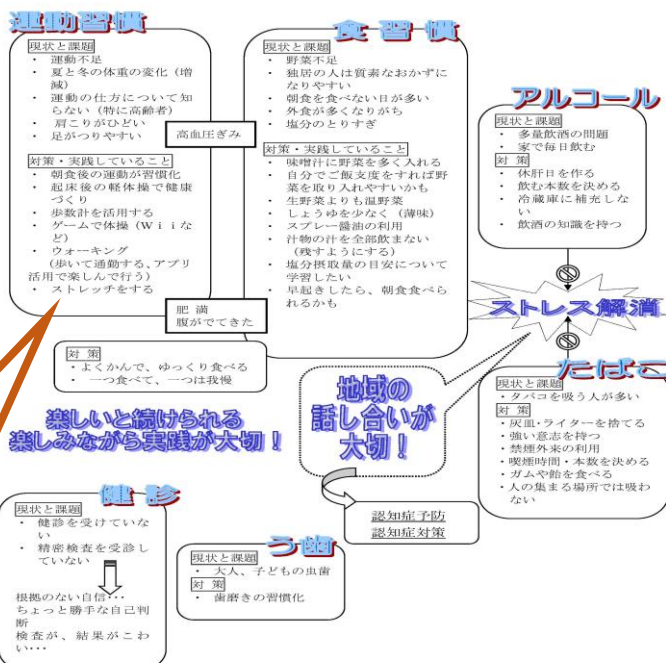 運動習慣
現状と課題
・ 運動不足
・ 夏と冬の体重の変化（増
減）
・ 運動の仕方について知
らない（特に高齢者）
・ 肩こりがひどい
・ 足がつりやすい
対策・実践していること
・ 朝食後の運動が習慣化
・ 起床後の軽体操で健康
づくり
・ 歩数計を活用する
・ ゲームで体操（Ｗｉｉな
ど）
・ ウォーキング
（歩いて通勤する、アプリ
活用で楽しんで行う）
・ ストレッチをする
高血圧ぎみ
肥 満
腹がでてきた
食習慣
現状と課題
・ 野菜不足
・ 独居の人は質素なおかずに
なりやすい
・ 朝食を食べない日が多い
・ 外食が多くなりがち
・ 塩分のとりすぎ
対策・実践していること
・ 味噌汁に野菜を多く入れる
・ 自分でご飯支度をすれば野
菜を取り入れやすいかも
・ 生野菜よりも温野菜
・ しょうゆを少なく（薄味）
・ スプレー醤油の利用
・ 汁物の汁を全部飲まない
（残すようにする）
・ 塩分摂取量の目安について
学習したい
・ 早起きしたら、朝食食べら
れるかも
対 策
・よくかんで、ゆっくり食べる
・ 一つ食べて、一つは我慢
アルコール
現状と課題
・ 多量飲酒の問題
・ 家で毎日飲む
対 策
・ 休肝日を作る
・ 飲む本数を決める
・ 冷蔵庫に補充しな
い
・ 飲酒の知識を持つ
ストレス解消
たばこ
現状と課題
・タバコを吸う人が多い
対 策
・灰皿・ライターを捨てる
・強い意志を持つ
・禁煙外来の利用
・喫煙時間・本数を決める
・ガムや飴を食べる
・人の集まる場所では吸わ
ない
楽しいと続けられる
楽しみながら実践が大切！
地域の
話し合いが
大切！
認知症予防
認知症対策
健診
現状と課題
・ 健診を受けていな
い
・ 精密検査を受診し
ていない
根拠のない自信…
ちょっと勝手な自己判
断
検査が、結果がこわ
い…
う歯
現状と課題
・ 大人、子どもの虫歯
対 策
・ 歯磨きの習慣化